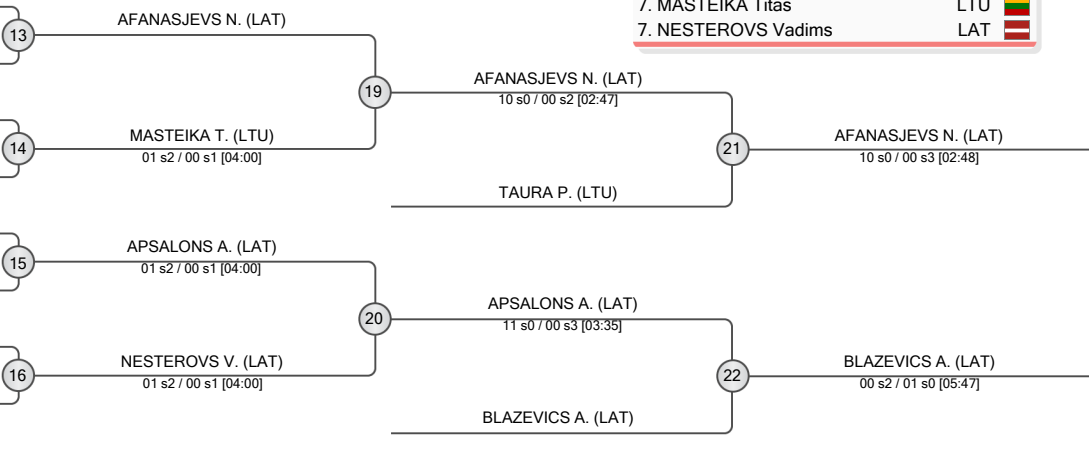 7. MASTEIKA Titas LTU
7. NESTEROVS Vadims LAT
AFANASJEVS N. (LAT)
13
AFANASJEVS N. (LAT)
10 s0 / 00 s2 [02:47]
19
MASTEIKA T. (LTU)
01 s2 / 00 s1 [04:00]
14
AFANASJEVS N. (LAT)
10 s0 / 00 s3 [02:48]
21
TAURA P. (LTU)
APSALONS A. (LAT)
01 s2 / 00 s1 [04:00]
15
APSALONS A. (LAT)
11 s0 / 00 s3 [03:35]
20
NESTEROVS V. (LAT)
01 s2 / 00 s1 [04:00]
16
BLAZEVICS A. (LAT)
00 s2 / 01 s0 [05:47]
22
BLAZEVICS A. (LAT)